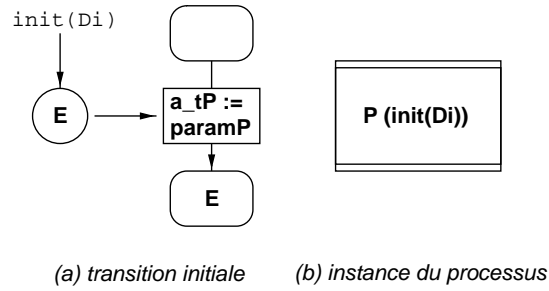 init(Di)
E
a_tP :=
paramP
E
P (init(Di))
(a) transition initiale
(b) instance du processus